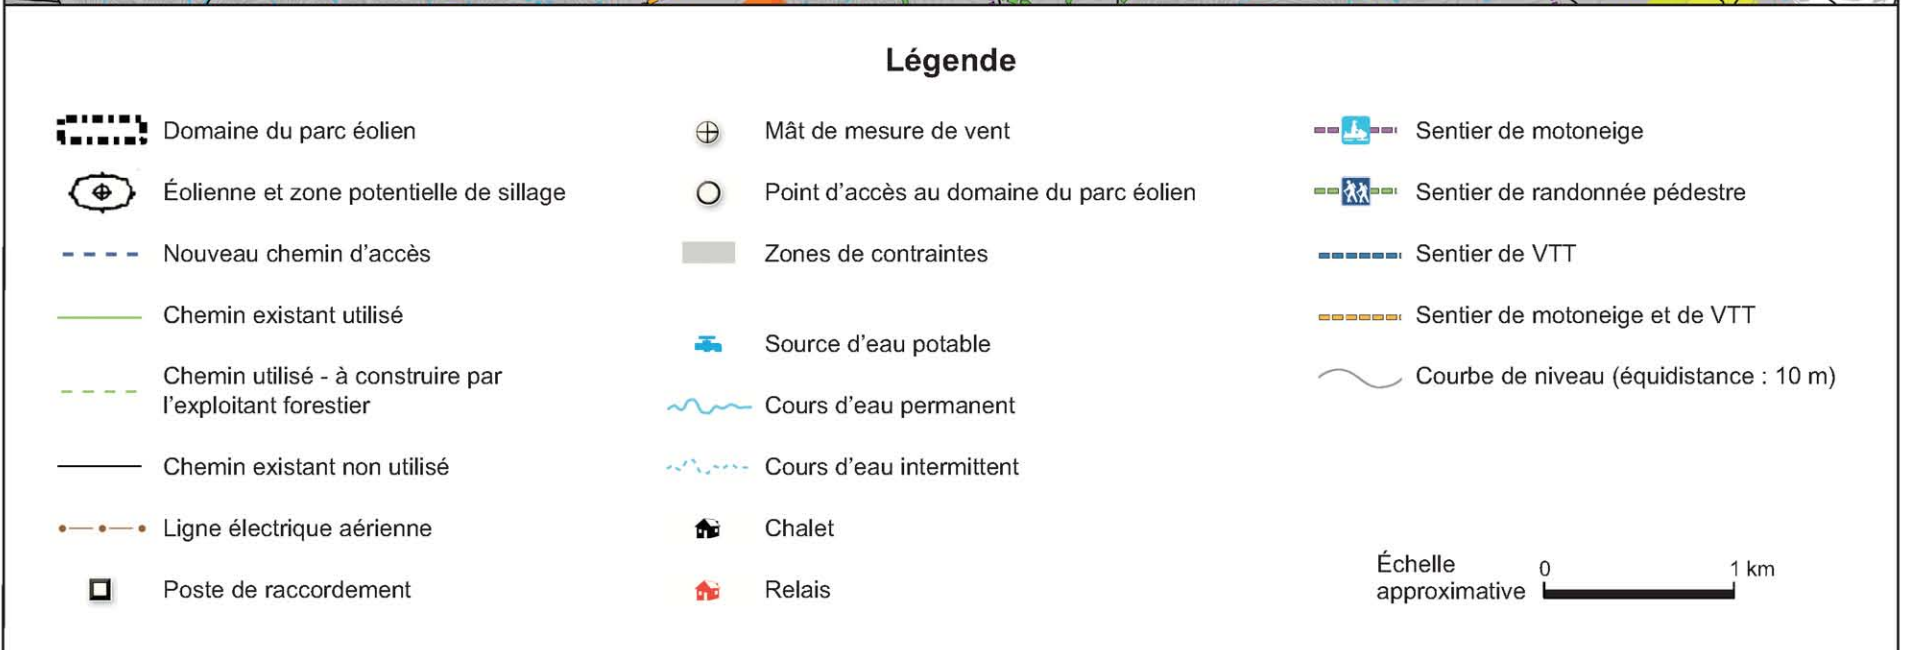 Légende
Domaine du parc éolien
Éolienne et zone potentielle de sillage
Nouveau chemin d'accès
Chemin existant utilisé
Chemin utilisé - à construire par
l'exploitant forestier
Chemin existant non utilisé
Ligne électrique aérienne
Poste de raccordement
Mât de mesure de vent
Point d'accès au domaine du parc éolien
Zones de contraintes
Source d'eau potable
Cours d'eau permanent
Cours d'eau intermittent
Chalet
Relais
Sentier de motoneige
Sentier de randonnée pédestre
Sentier de VTT
Sentier de motoneige et de VTT
Courbe de niveau (équidistance : 10 m)
Échelle
approximative
0 1 km